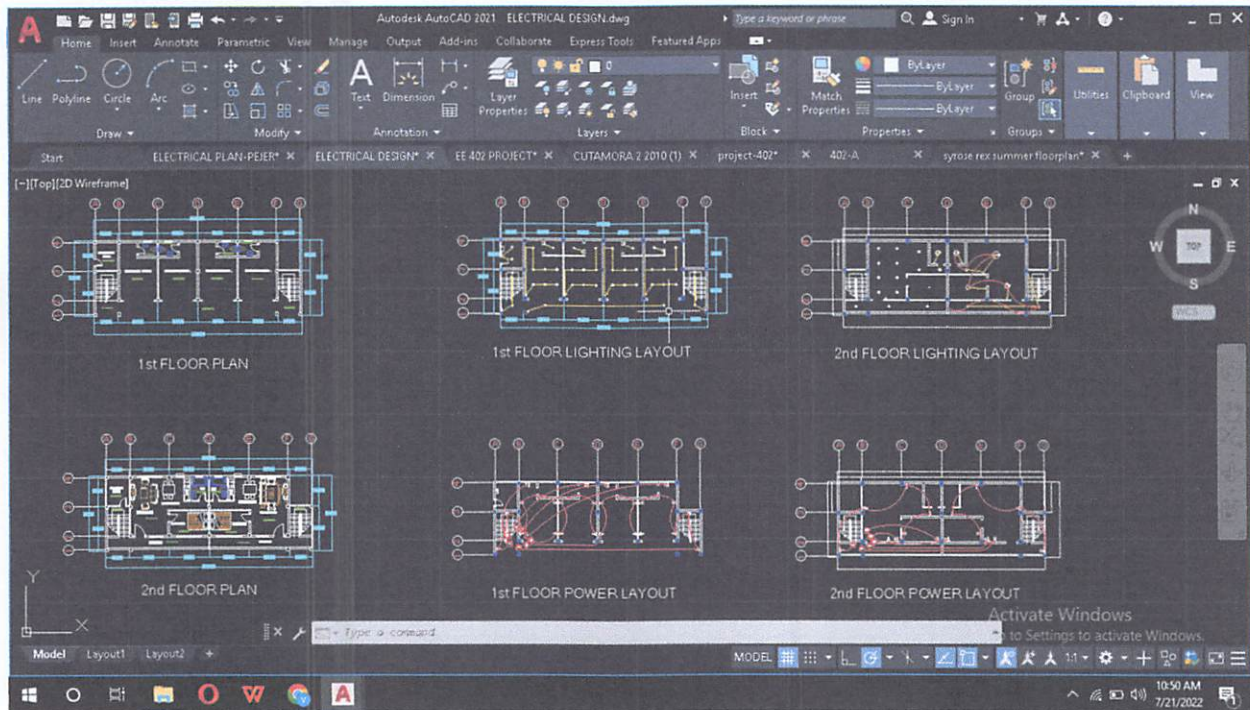 Autodesk AutoCAD 2021 ELECTRICAL DESIGN.dwg
Type a keyword or phrase
Sign In
Home Insert Annotate Parametric View Manage Output Add-ins Collaborate Express Tools Featured Apps
Line Polyline Circle Arc
Text Dimension
Layer Properties
0
Insert
Match Properties
ByLayer
ByLayer
ByLayer
Group
Utilities
Clipboard
View
Draw Modify Annotation Layers Block Properties Groups
Start ELECTRICAL PLAN-PEJER* ELECTRICAL DESIGN* EE 402 PROJECT* CUTAMORA 2 2010 (1) project-402* 402-A syrose rex summer floorplan*
[-][Top][2D Wireframe]
N
W TOP E
S
WCS
1st FLOOR PLAN
1st FLOOR LIGHTING LAYOUT
2nd FLOOR LIGHTING LAYOUT
2nd FLOOR PLAN
1st FLOOR POWER LAYOUT
2nd FLOOR POWER LAYOUT
Y
X
Activate Windows
to Settings to activate Windows.
Type a command
Model Layout1 Layout2 +
MODEL
1:1
10:50 AM
7/21/2022